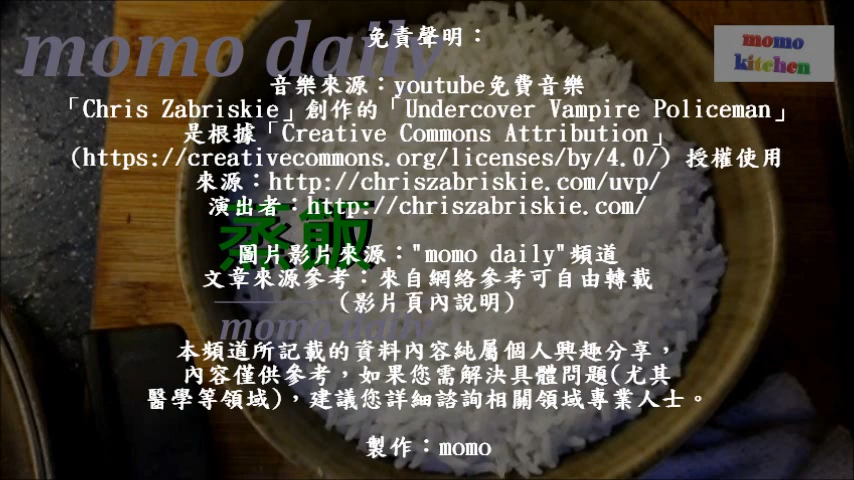 momo daily
momo
kitchen
免責聲明：
音樂來源：youtube免費音樂
「Chris Zabriskie」創作的「Undercover Vampire Policeman」
是根據「Creative Commons Attribution」
(https://creativecommons.org/licenses/by/4.0/) 授權使用
來源：http://chriszabriskie.com/uvp/
演出者：http://chriszabriskie.com/
蒸飯
圖片影片來源："momo daily"頻道
文章來源參考：來自網絡參考可自由轉載
(影片頁內說明)
momo daily
本頻道所記載的資料內容純屬個人興趣分享，
內容僅供參考，如果您需解決具體問題(尤其
醫學等領域)，建議您詳細諮詢相關領域專業人士。
製作：momo